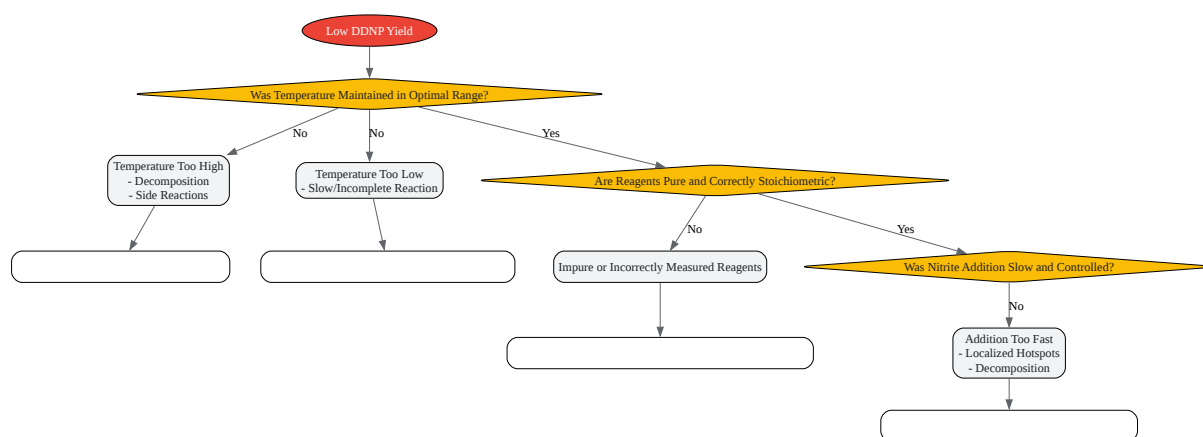 Low DDNP Yield
Was Temperature Maintained in Optimal Range?
No
No
Yes
Temperature Too High
- Decomposition
- Side Reactions
Temperature Too Low
- Slow/Incomplete Reaction
Are Reagents Pure and Correctly Stoichiometric?
No
Yes
Impure or Incorrectly Measured Reagents
Was Nitrite Addition Slow and Controlled?
No
Addition Too Fast
- Localized Hotspots
- Decomposition